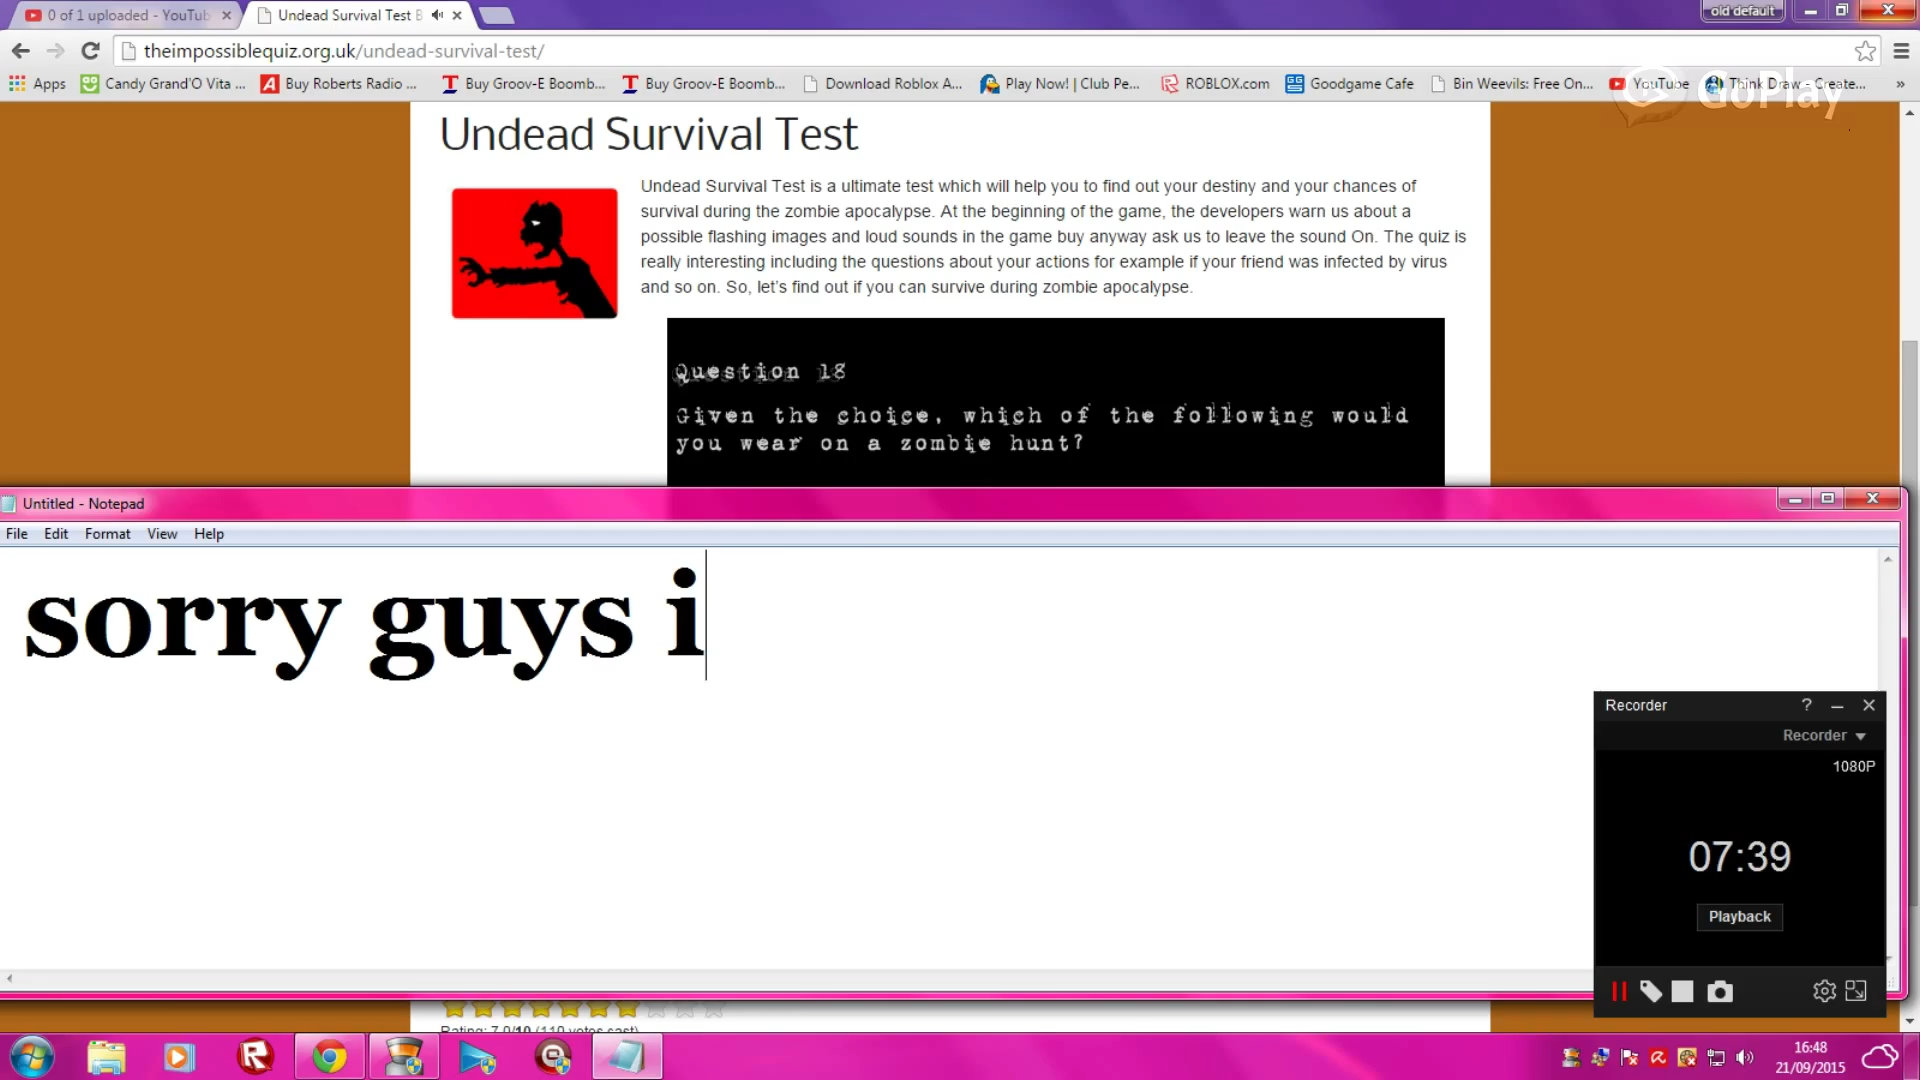 0 of 1 uploaded - YouTub
Undead Survival Test B
old default
theimpossiblequiz.org.uk/undead-survival-test/
Apps
Candy Grand'O Vita ...
Buy Roberts Radio ...
Buy Groov-E Boomb...
Buy Groov-E Boomb...
Download Roblox A...
Play Now! | Club Pe...
ROBLOX.com
Goodgame Cafe
Bin Weevils: Free On...
YouTube
Think Draw - Create...
»
GoPlay
Undead Survival Test
Undead Survival Test is a ultimate test which will help you to find out your destiny and your chances of
survival during the zombie apocalypse. At the beginning of the game, the developers warn us about a
possible flashing images and loud sounds in the game buy anyway ask us to leave the sound On. The quiz is
really interesting including the questions about your actions for example if your friend was infected by virus
and so on. So, let's find out if you can survive during zombie apocalypse.
Question 18
Given the choice, which of the following would
you wear on a zombie hunt?
Untitled - Notepad
File Edit Format View Help
sorry guys i
Recorder
Recorder
1080P
07:39
Playback
Rating: 7.0/10 (110 votes cast)
16:48
21/09/2015